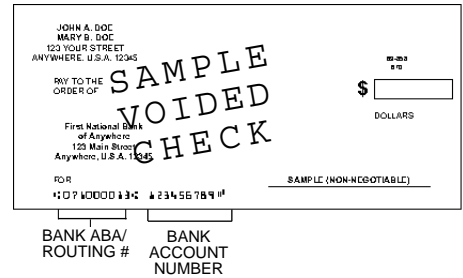 JOHN A. DOE
MARY B. DOE
123 YOUR STREET
ANYWHERE, U.S.A. 12345
PAY TO THE
ORDER OF
$
DOLLARS
SAMPLE
VOIDED
CHECK
First National Bank
of Anywhere
123 Main Street
Anywhere, U.S.A. 12345
FOR
SAMPLE (NON-NEGOTIABLE)
⑆071000013⑆ 123456789⑈
BANK ABA/
ROUTING #
BANK
ACCOUNT
NUMBER